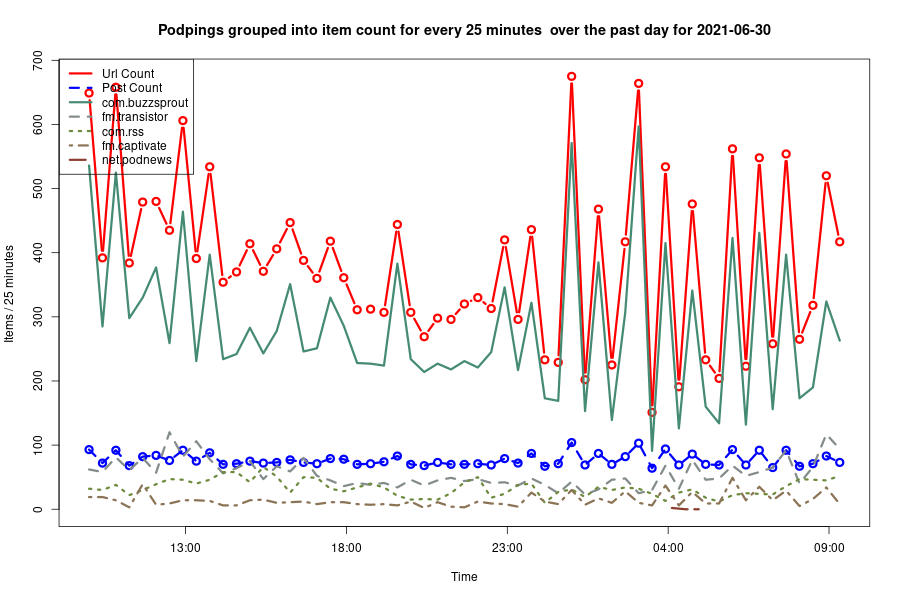 Podpings grouped into item count for every 25 minutes  over the past day for 2021-06-30
Items / 25 minutes
700
600
500
400
300
200
100
0
Url Count
Post Count
com.buzzsprout
fm.transistor
com.rss
fm.captivate
net.podnews
13:00
18:00
23:00
04:00
09:00
Time